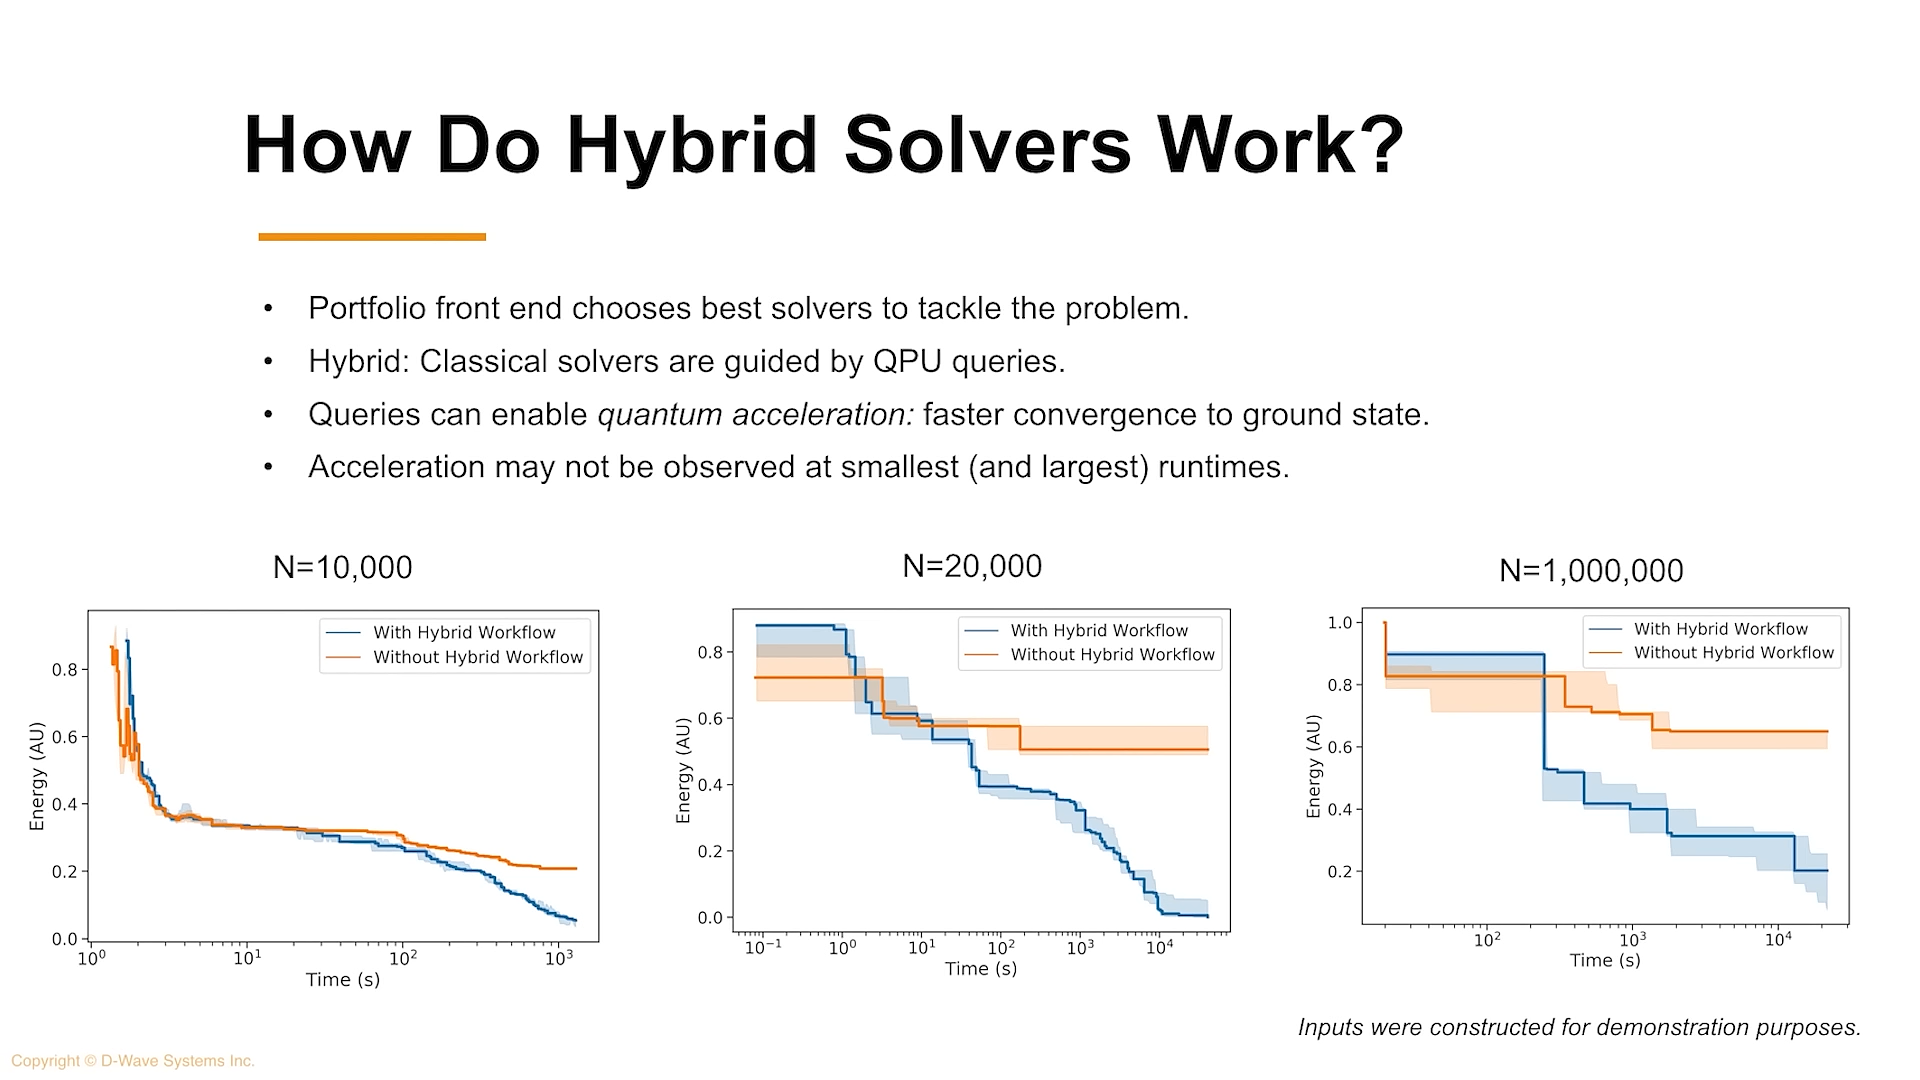 How Do Hybrid Solvers Work?
• Portfolio front end chooses best solvers to tackle the problem.
• Hybrid: Classical solvers are guided by QPU queries.
• Queries can enable quantum acceleration: faster convergence to ground state.
• Acceleration may not be observed at smallest (and largest) runtimes.
N=10,000
With Hybrid Workflow
Without Hybrid Workflow
Energy (AU)
0.8
0.6
0.4
0.2
0.0
10⁰ 10¹ 10² 10³
Time (s)
N=20,000
With Hybrid Workflow
Without Hybrid Workflow
Energy (AU)
0.8
0.6
0.4
0.2
0.0
10⁻¹ 10⁰ 10¹ 10² 10³ 10⁴
Time (s)
N=1,000,000
With Hybrid Workflow
Without Hybrid Workflow
Energy (AU)
1.0
0.8
0.6
0.4
0.2
10² 10³ 10⁴
Time (s)
Inputs were constructed for demonstration purposes.
Copyright © D-Wave Systems Inc.